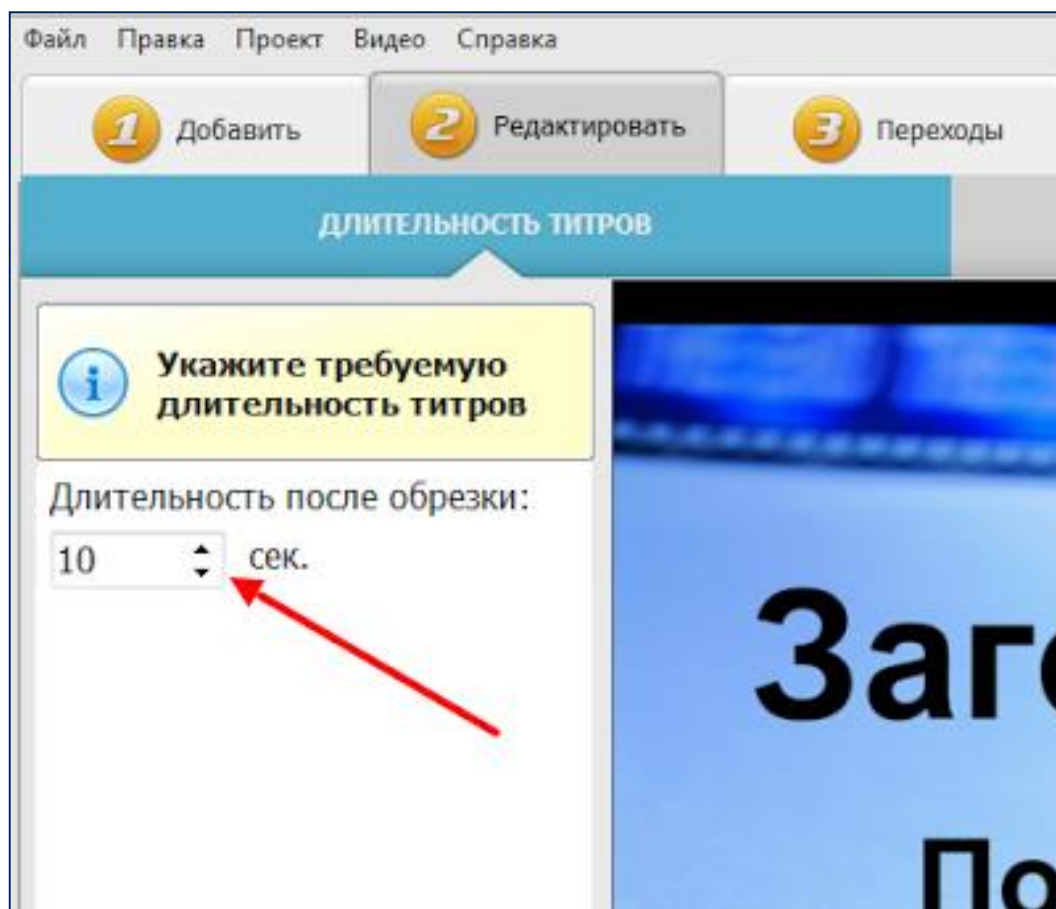 Файл Правка Проект Видео Справка
1 Добавить 2 Редактировать 3 Переходы
ДЛИТЕЛЬНОСТЬ ТИТРОВ
Укажите требуемую
длительность титров
Длительность после обрезки:
10 сек.